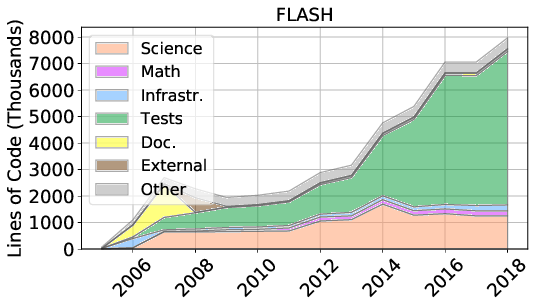 FLASH
Lines of Code (Thousands)
8000
7000
6000
5000
4000
3000
2000
1000
0
Science
Math
Infrastr.
Tests
Doc.
External
Other
2006
2008
2010
2012
2014
2016
2018